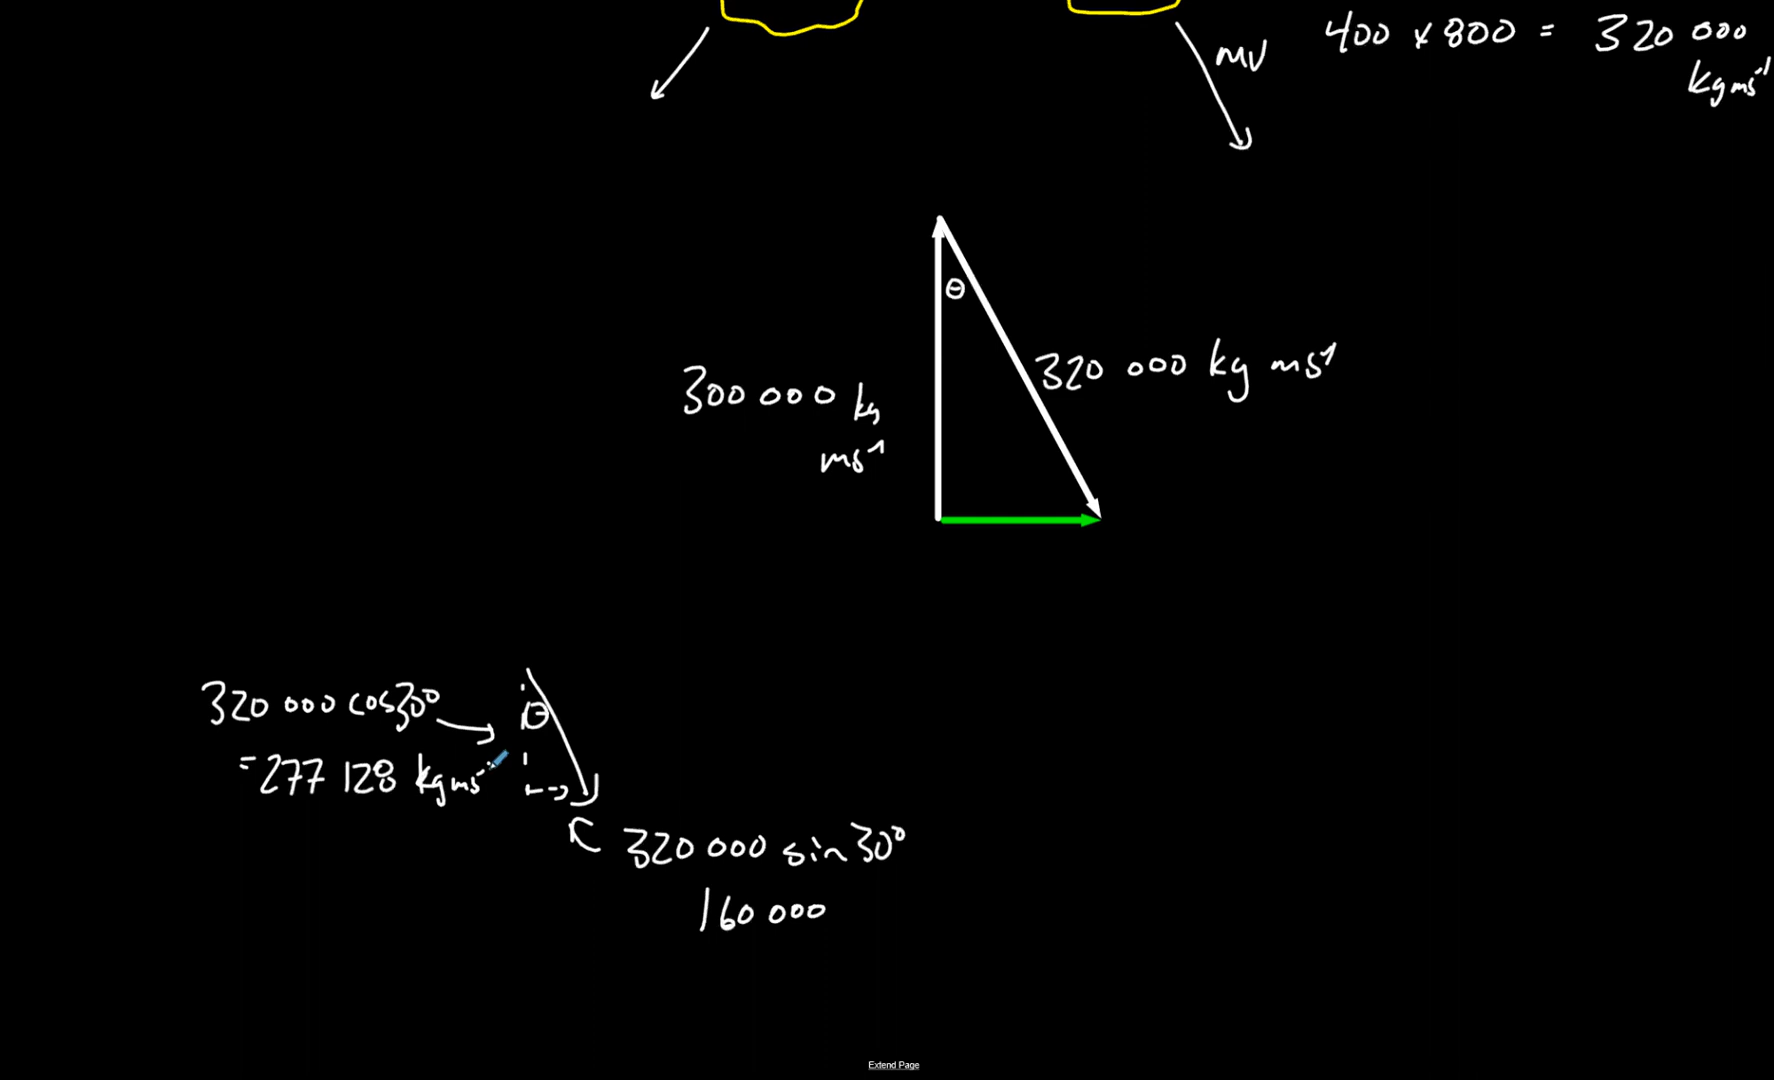 mv
400 x 800 = 320 000
kgms⁻¹
θ
320 000 kg ms⁻¹
300 000 kg
ms⁻¹
320 000 cos30°
θ
= 277 128 kgms⁻
320 000 sin 30°
160 000
Extend Page